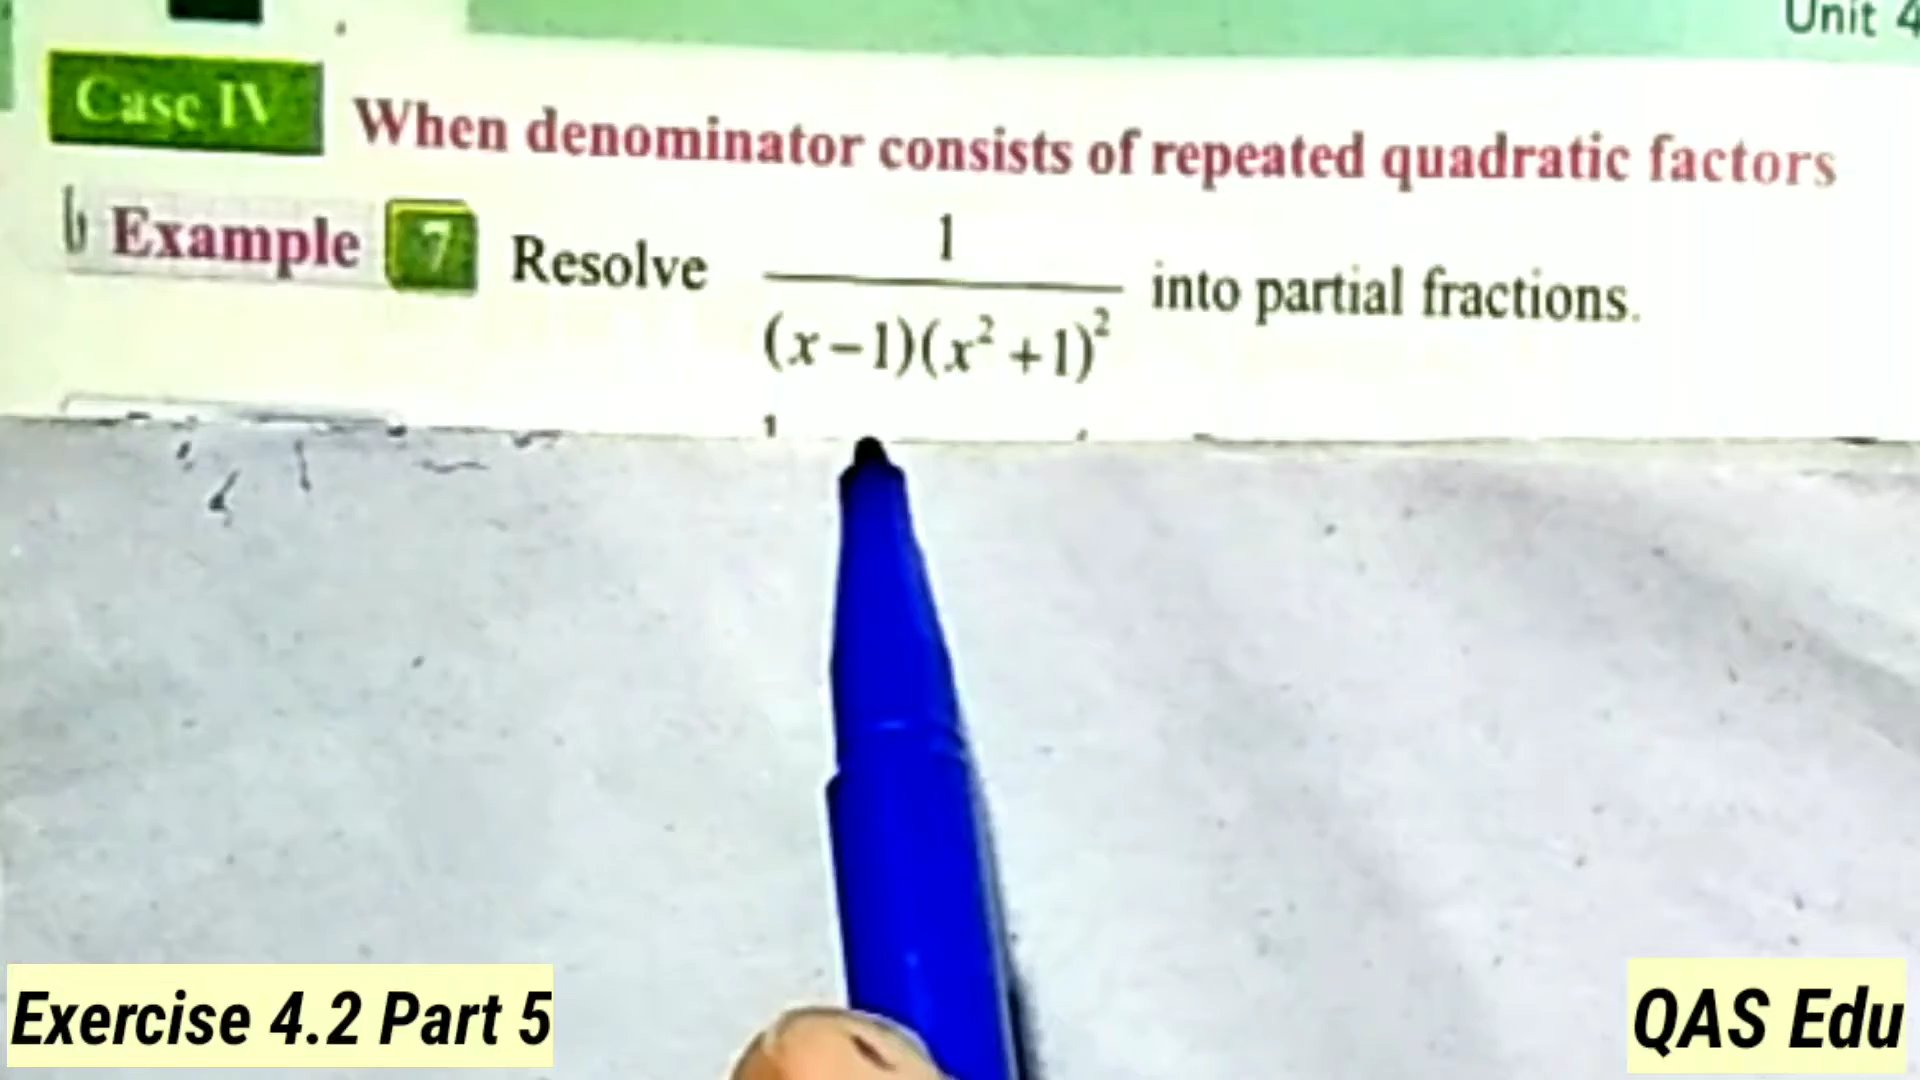 Unit 4
Case IV When denominator consists of repeated quadratic factors
Example 7 Resolve 1/((x-1)(x²+1)²) into partial fractions.
Exercise 4.2 Part 5
QAS Edu